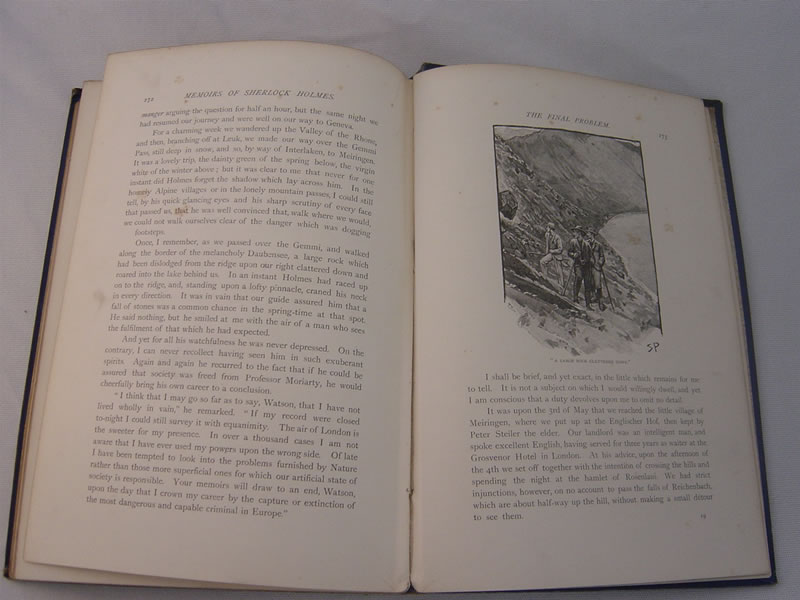 252
MEMOIRS OF SHERLOCK HOLMES.
manger arguing the question for half an hour, but the same night we
had resumed our journey and were well on our way to Geneva.
For a charming week we wandered up the Valley of the Rhone,
and then, branching off at Leuk, we made our way over the Gemmi
Pass, still deep in snow, and so, by way of Interlaken, to Meiringen.
It was a lovely trip, the dainty green of the spring below, the virgin
white of the winter above; but it was clear to me that never for one
instant did Holmes forget the shadow which lay across him. In the
homely Alpine villages or in the lonely mountain passes, I could still
tell, by his quick glancing eyes and his sharp scrutiny of every face
that passed us, that he was well convinced that, walk where we would,
we could not walk ourselves clear of the danger which was dogging
footsteps.
Once, I remember, as we passed over the Gemmi, and walked
along the border of the melancholy Daubensee, a large rock which
had been dislodged from the ridge upon our right clattered down and
roared into the lake behind us. In an instant Holmes had raced up
on to the ridge, and, standing upon a lofty pinnacle, craned his neck
in every direction. It was in vain that our guide assured him that a
fall of stones was a common chance in the spring-time at that spot.
He said nothing, but he smiled at me with the air of a man who sees
the fulfilment of that which he had expected.
And yet for all his watchfulness he was never depressed. On the
contrary, I can never recollect having seen him in such exuberant
spirits. Again and again he recurred to the fact that if he could be
assured that society was freed from Professor Moriarty, he would
cheerfully bring his own career to a conclusion.
"I think that I may go so far as to say, Watson, that I have not
lived wholly in vain," he remarked. "If my record were closed
to-night I could still survey it with equanimity. The air of London is
the sweeter for my presence. In over a thousand cases I am not
aware that I have ever used my powers upon the wrong side. Of late
I have been tempted to look into the problems furnished by Nature
rather than those more superficial ones for which our artificial state of
society is responsible. Your memoirs will draw to an end, Watson,
upon the day that I crown my career by the capture or extinction of
the most dangerous and capable criminal in Europe."
THE FINAL PROBLEM.
253
SP
"A LARGE ROCK CLATTERED DOWN."
I shall be brief, and yet exact, in the little which remains for me
to tell. It is not a subject on which I would willingly dwell, and yet
I am conscious that a duty devolves upon me to omit no detail.
It was upon the 3rd of May that we reached the little village of
Meiringen, where we put up at the Englischer Hof, then kept by
Peter Steiler the elder. Our landlord was an intelligent man, and
spoke excellent English, having served for three years as waiter at the
Grosvenor Hotel in London. At his advice, upon the afternoon of
the 4th we set off together with the intention of crossing the hills and
spending the night at the hamlet of Rosenlaui. We had strict
injunctions, however, on no account to pass the falls of Reichenbach,
which are about half-way up the hill, without making a small detour
to see them.
19